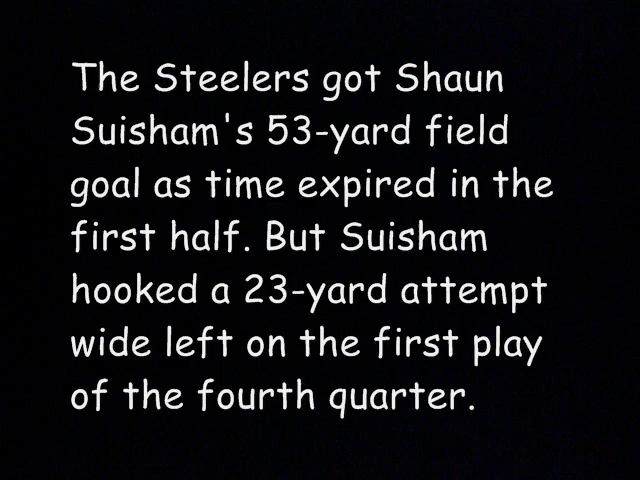 The Steelers got Shaun
Suisham's 53-yard field
goal as time expired in the
first half. But Suisham
hooked a 23-yard attempt
wide left on the first play
of the fourth quarter.